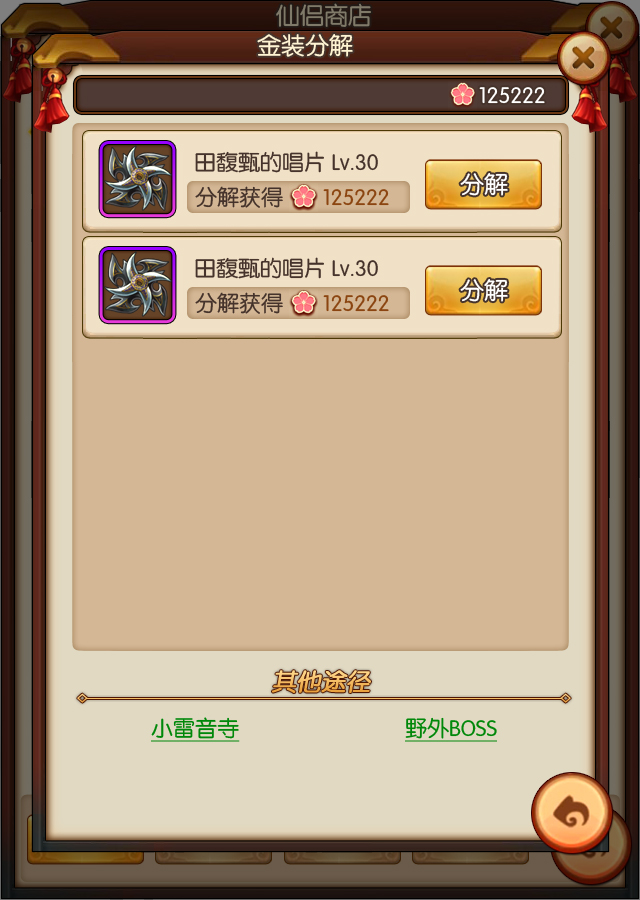 仙侣商店
金装分解
125222
田馥甄的唱片 Lv.30
分解获得 125222
分解
田馥甄的唱片 Lv.30
分解获得 125222
分解
其他途径
小雷音寺
野外BOSS